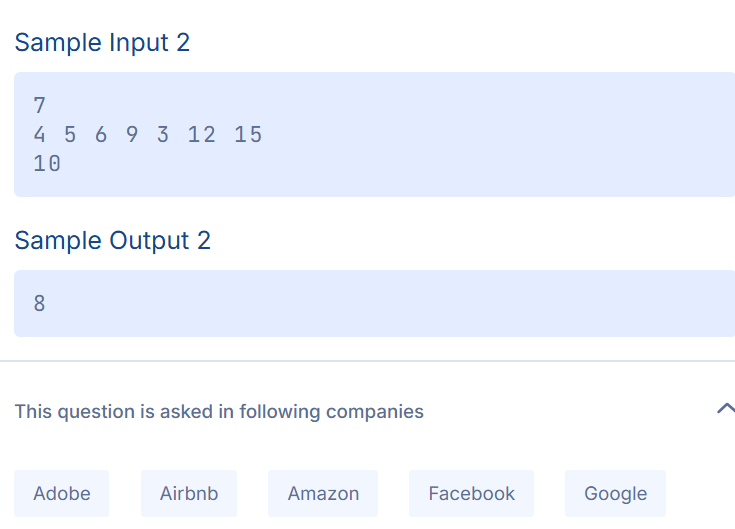 Sample Input 2
7
4 5 6 9 3 12 15
10
Sample Output 2
8
This question is asked in following companies
Adobe Airbnb Amazon Facebook Google